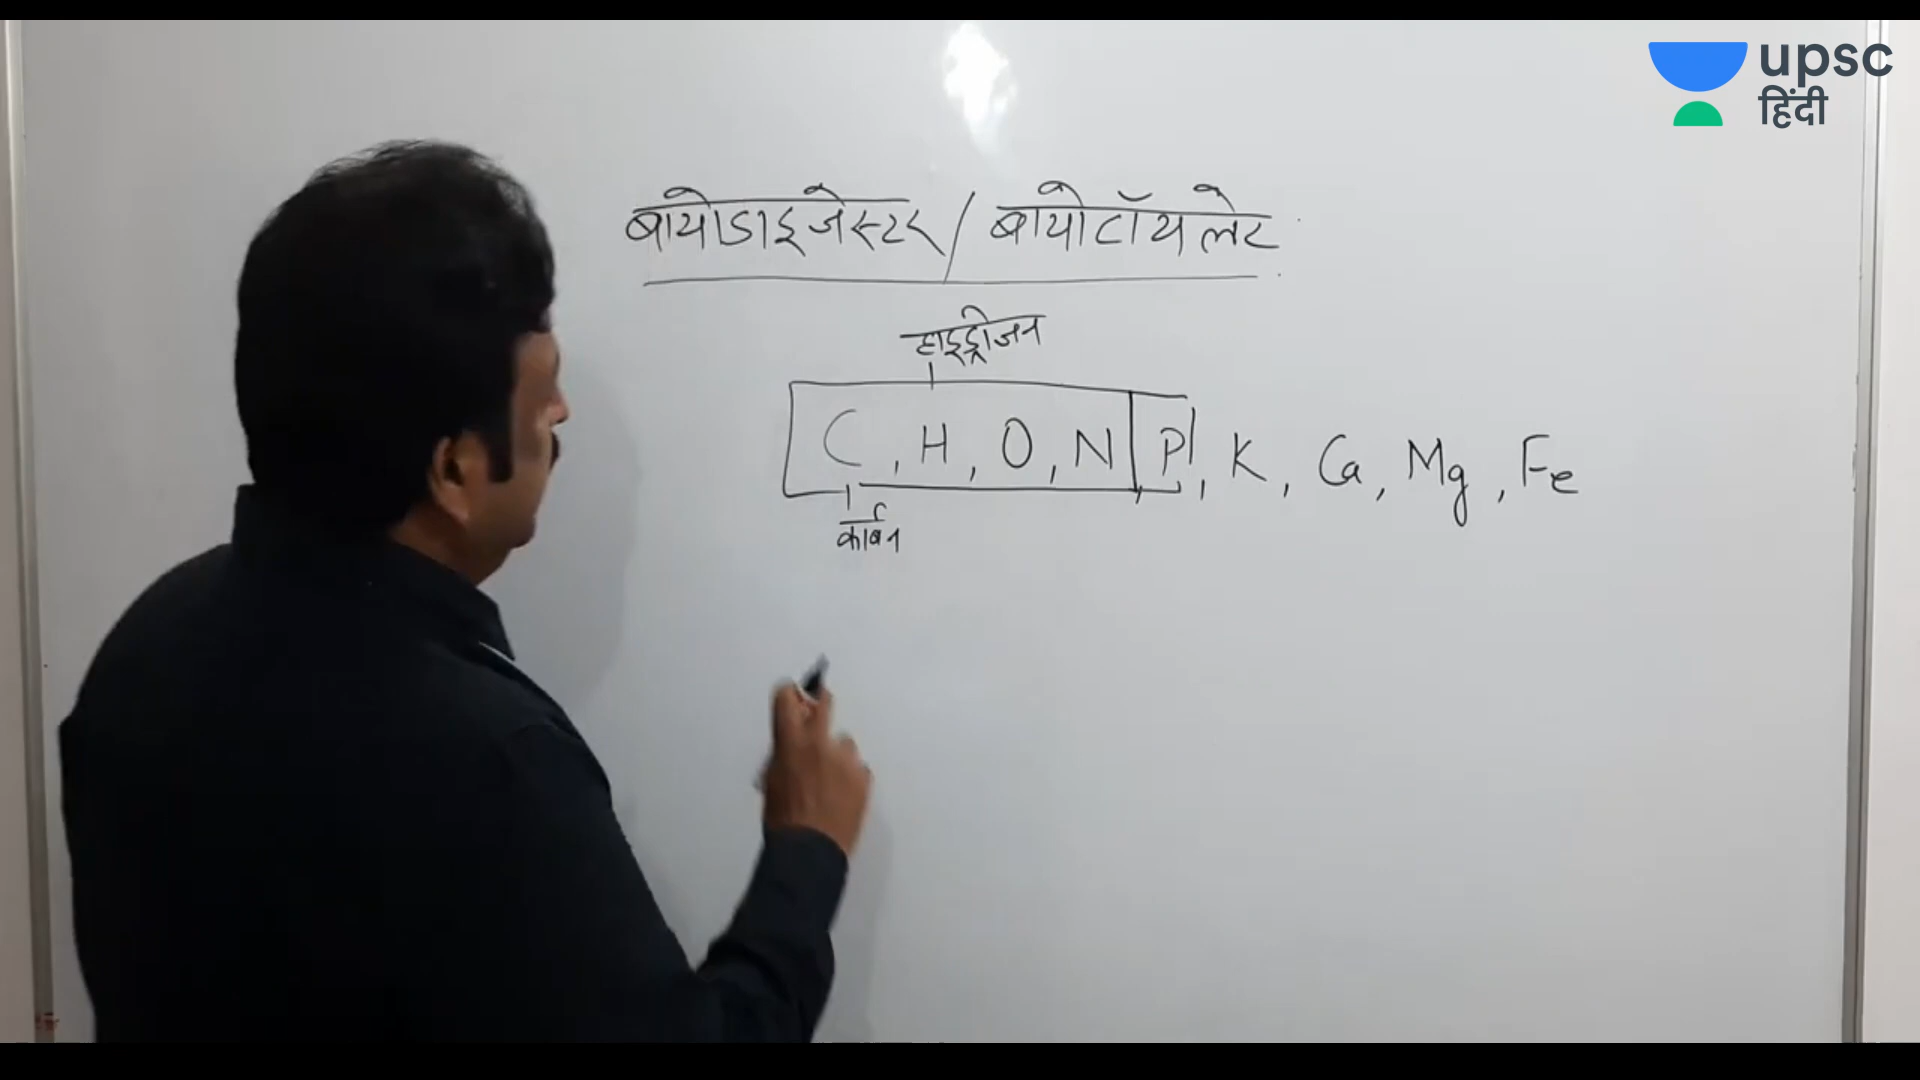 upsc
हिंदी
बायोडाइजेस्टर / बायोटॉयलेट
हाइड्रोजन
C, H, O, N, P, K, Ca, Mg, Fe
कार्बन